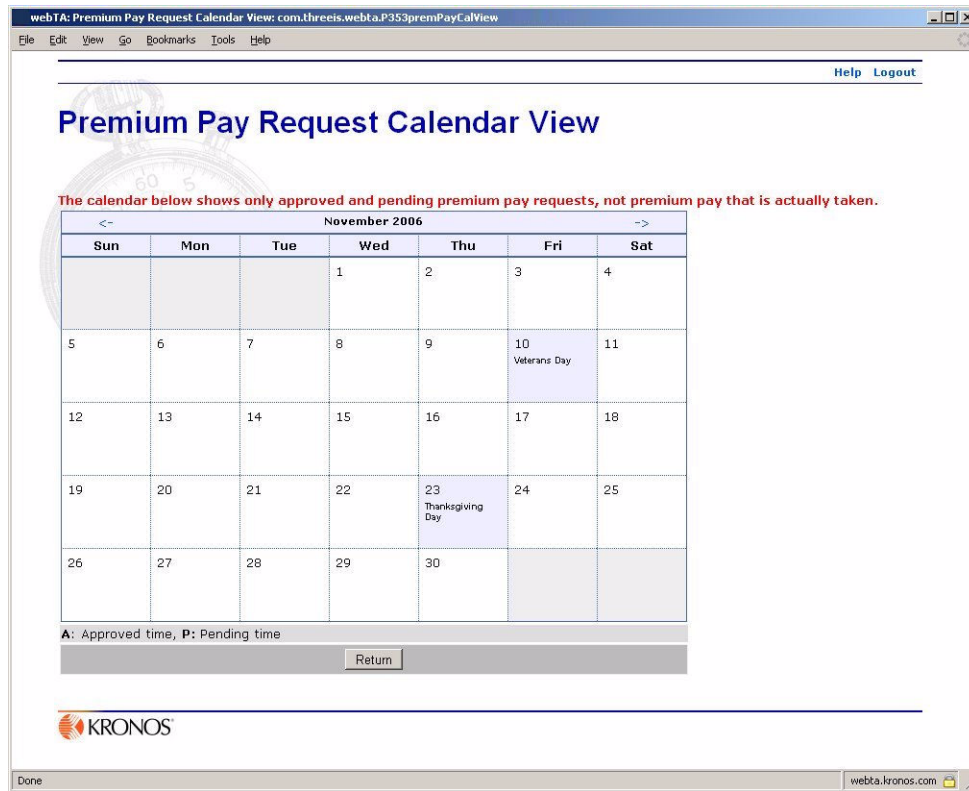 webTA: Premium Pay Request Calendar View: com.threeis.webta.P353premPayCalView
File Edit View Go Bookmarks Tools Help
Help Logout
Premium Pay Request Calendar View
60 5
The calendar below shows only approved and pending premium pay requests, not premium pay that is actually taken.
<- November 2006 ->
Sun Mon Tue Wed Thu Fri Sat
1 2 3 4
5 6 7 8 9 10 11
Veterans Day
12 13 14 15 16 17 18
19 20 21 22 23 24 25
Thanksgiving
Day
26 27 28 29 30
A: Approved time, P: Pending time
Return
KRONOS
Done webta.kronos.com